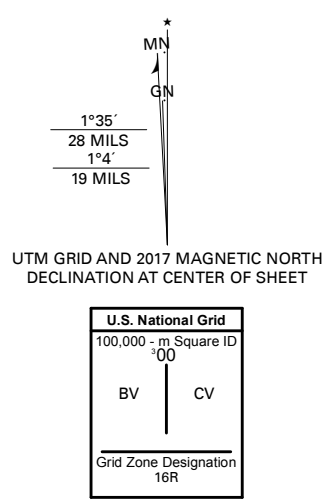 ★
MN
GN
1°35´
28 MILS
1°4´
19 MILS
UTM GRID AND 2017 MAGNETIC NORTH
DECLINATION AT CENTER OF SHEET
U.S. National Grid
100,000 - m Square ID
³00
BV CV
Grid Zone Designation
16R